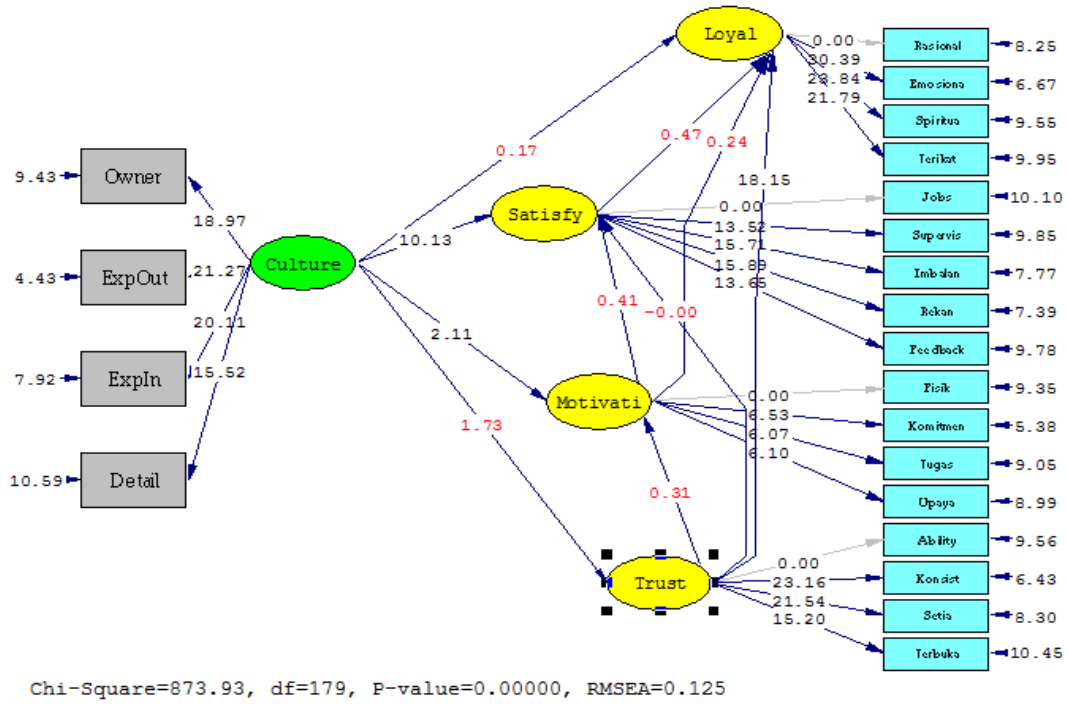 Loyal
0.00
Rasional
8.25
30.39
Emosiona
6.67
23.84
Spiritua
9.55
21.79
Terikat
9.95
0.17
0.47
0.24
18.15
9.43
Owner
18.97
Satisfy
0.00
Jobs
10.10
13.52
Supervis
9.85
15.71
Imbalan
7.77
15.89
Rekan
7.39
13.65
Feedback
9.78
10.13
Culture
4.43
ExpOut
21.27
20.11
0.41
-0.00
2.11
7.92
ExpIn
15.52
Motivati
0.00
Fisik
9.35
6.53
Komitmen
5.38
6.07
Tugas
9.05
6.10
Upaya
8.99
1.73
10.59
Detail
0.31
Trust
0.00
Ability
9.56
23.16
Konsist
6.43
21.54
Setia
8.30
15.20
Terbuka
10.45
Chi-Square=873.93, df=179, P-value=0.00000, RMSEA=0.125